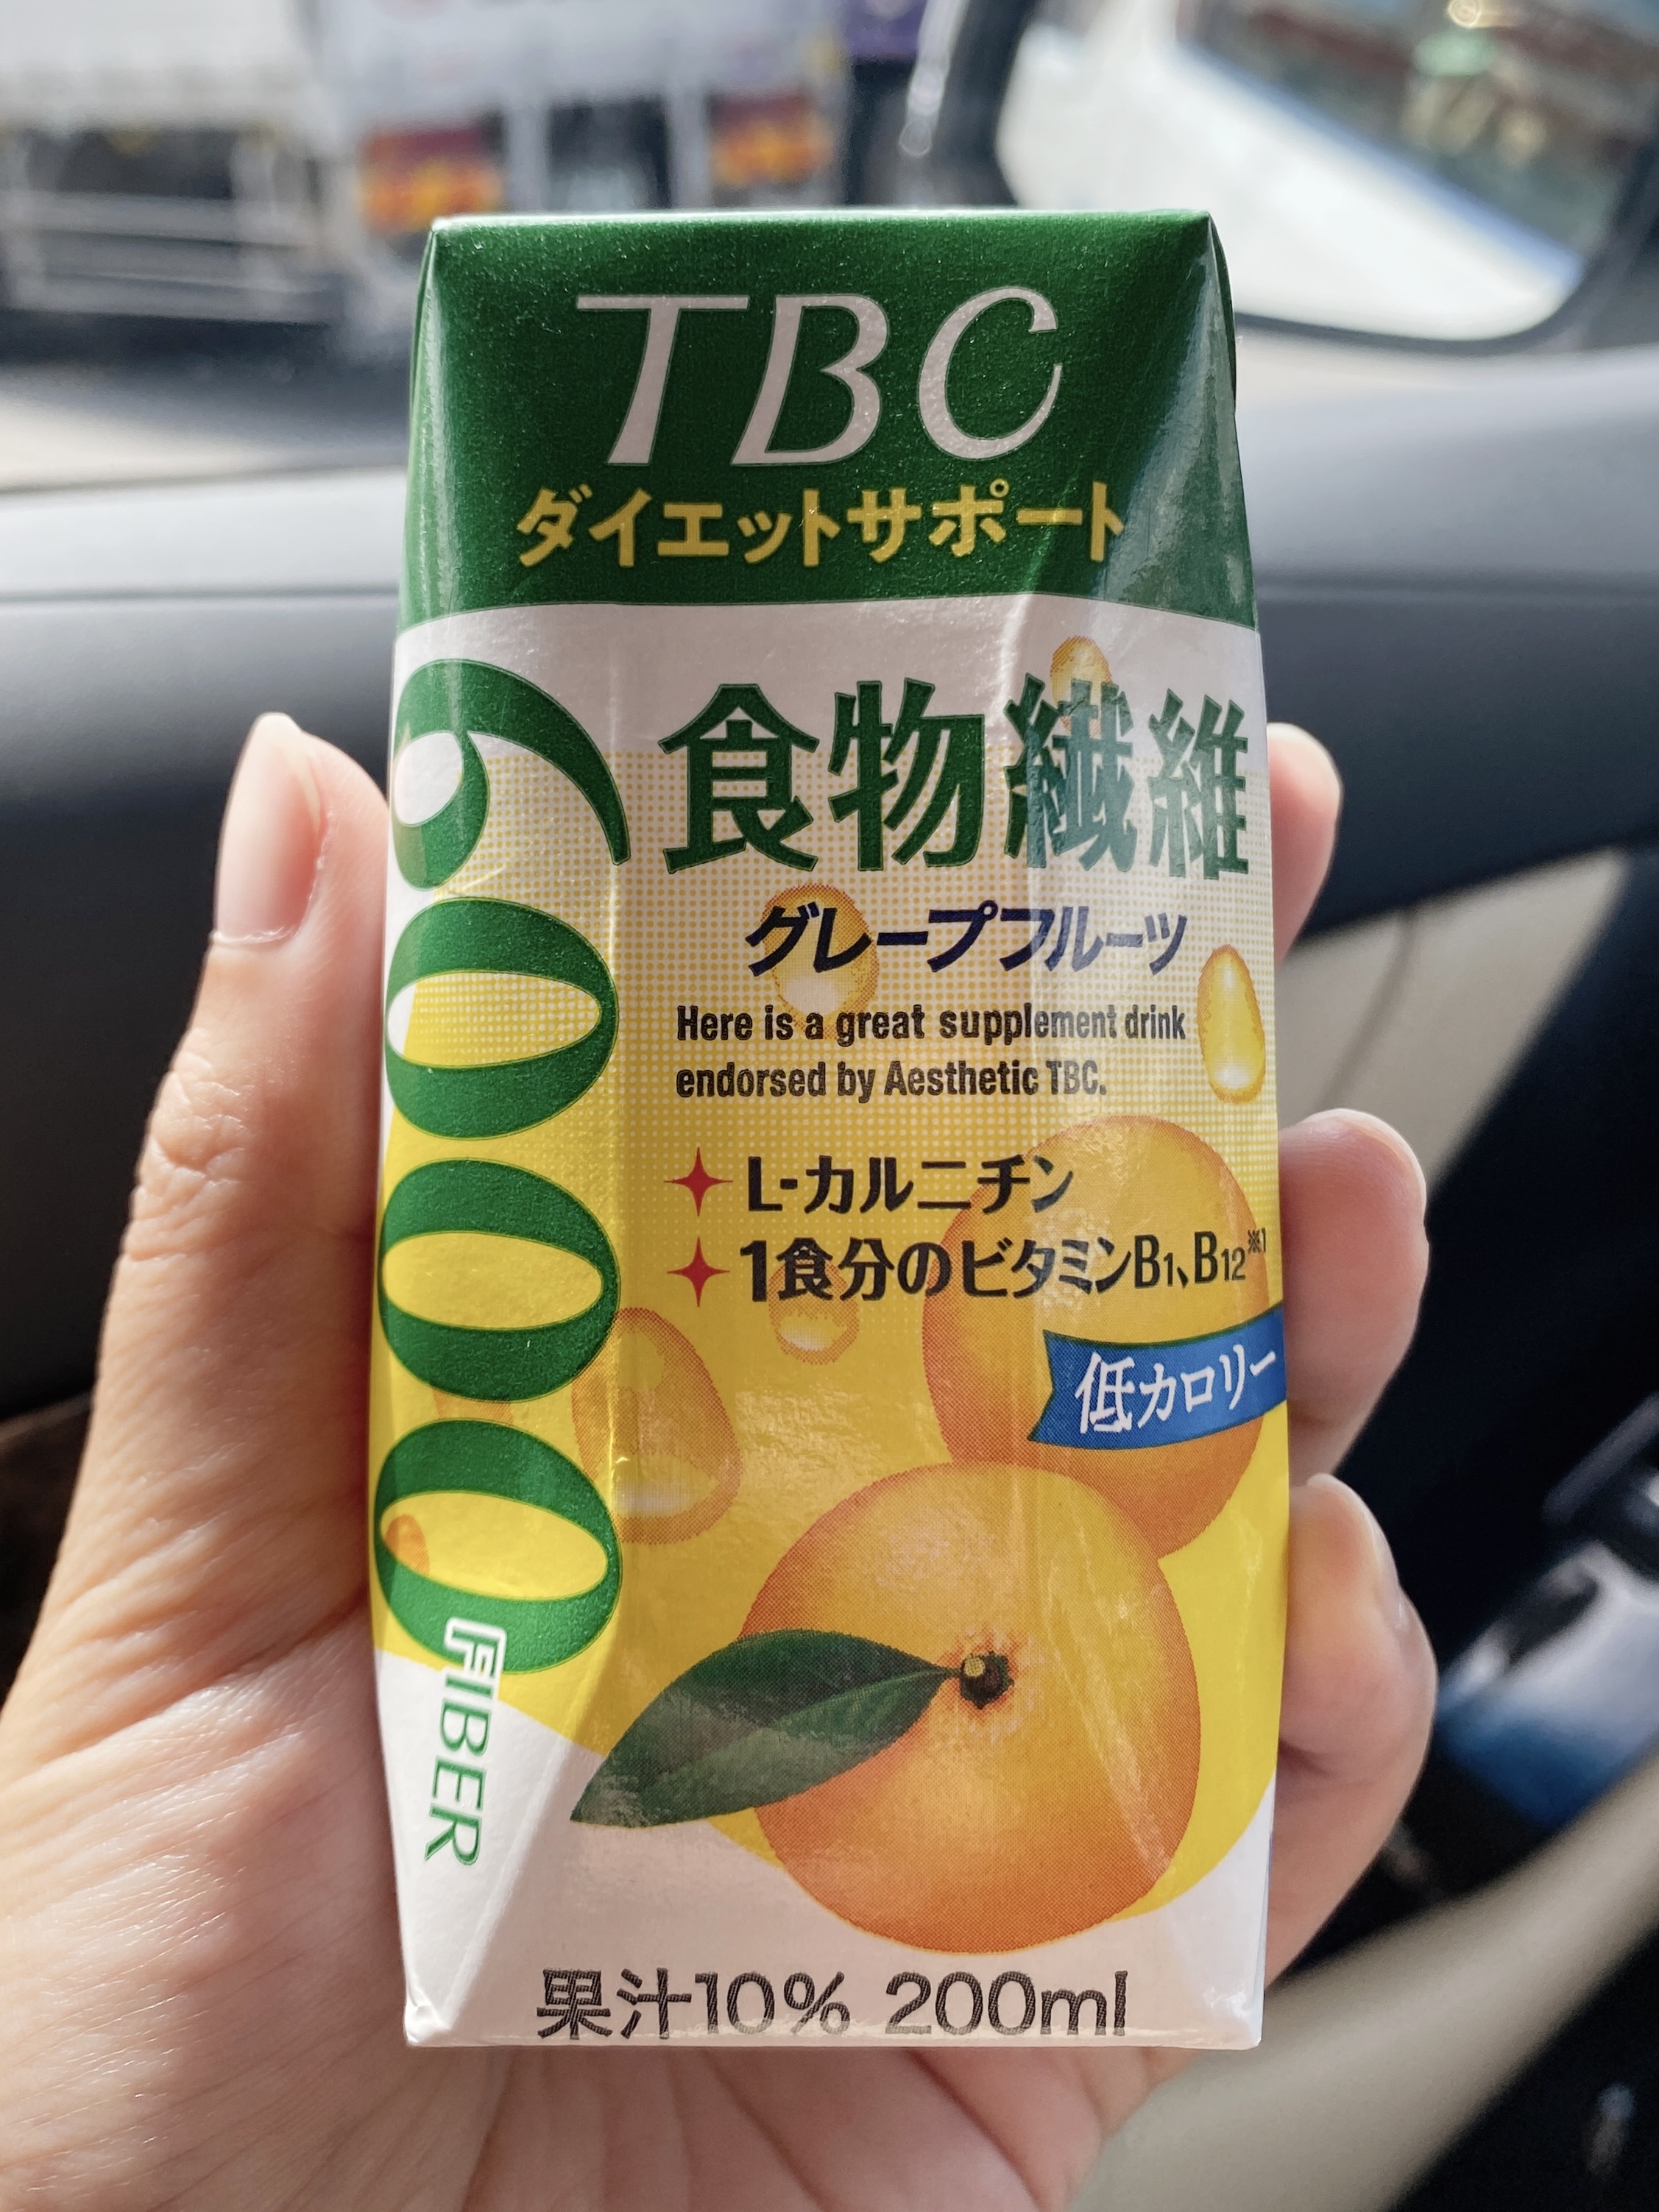 TBC
ダイエットサポート
9000
FIBER
食物繊維
グレープフルーツ
Here is a great supplement drink
endorsed by Aesthetic TBC.
L-カルニチン
1食分のビタミンB1、B12※1
低カロリー
果汁10% 200ml